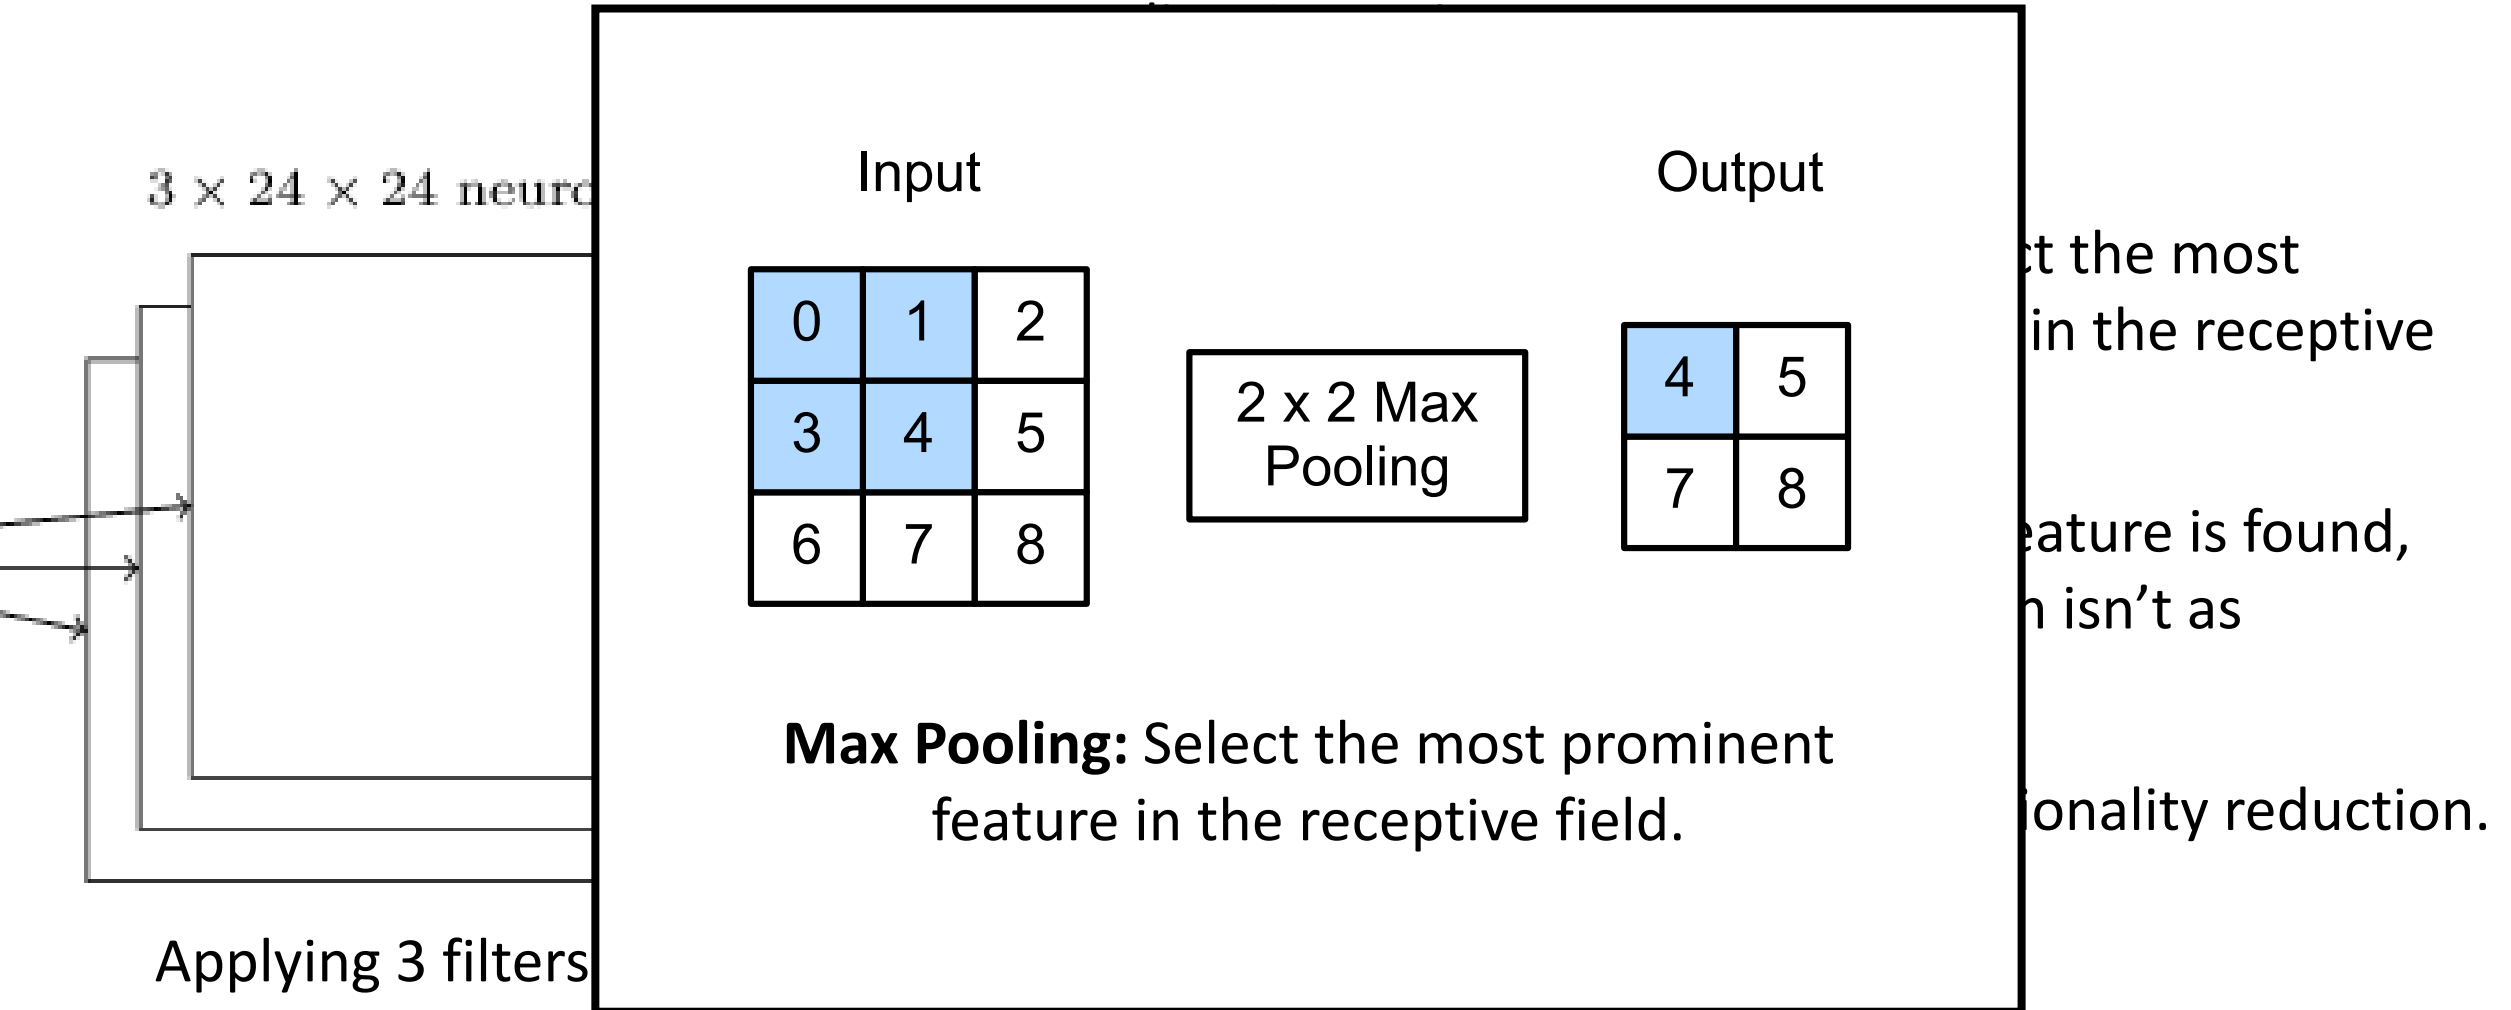 3 × 24 × 24
Input
Output
0 1 2
3 4 5
6 7 8
2 x 2 Max
Pooling
4 5
7 8
Max Pooling: Select the most prominent
feature in the receptive field.
Applying 3 filters
the most
in the receptive
is found,
isn’t as
reduction.